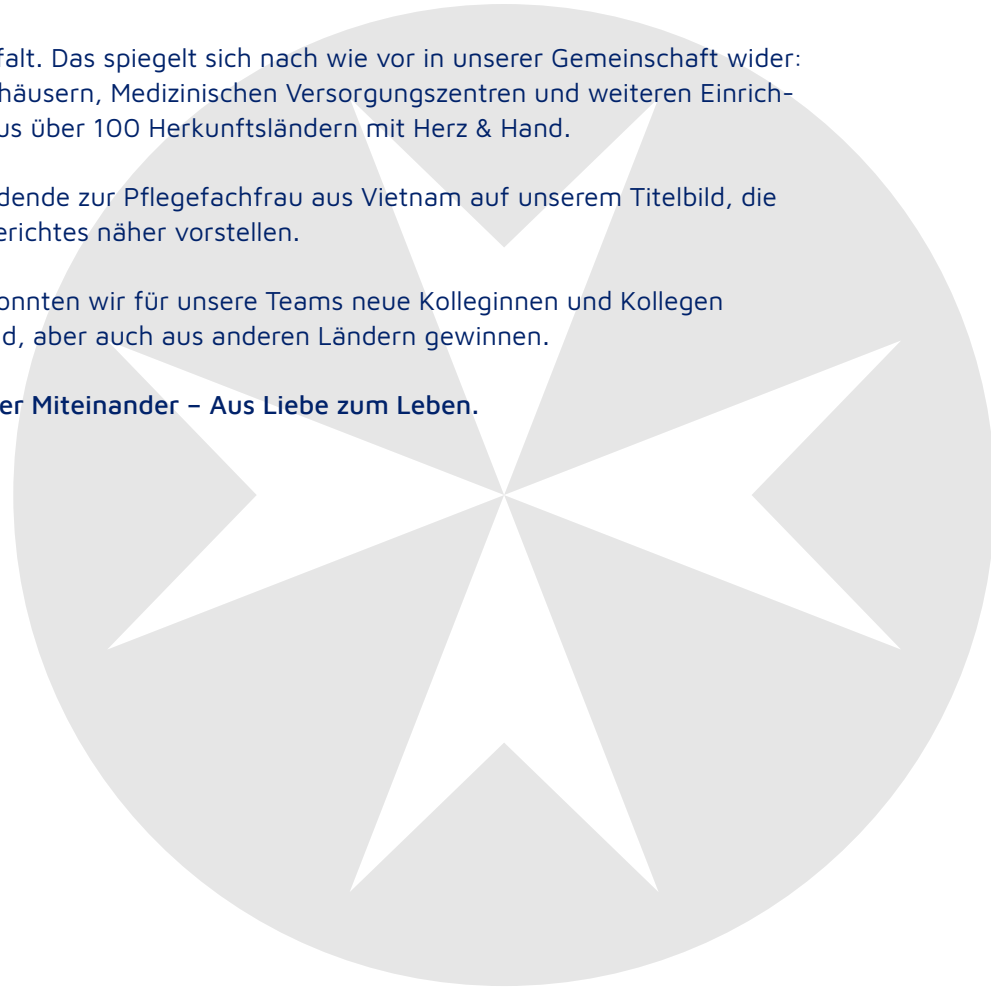 falt. Das spiegelt sich nach wie vor in unserer Gemeinschaft wider:
häusern, Medizinischen Versorgungszentren und weiteren Einrich-
us über 100 Herkunftsländern mit Herz & Hand.
dende zur Pflegefachfrau aus Vietnam auf unserem Titelbild, die
erichtes näher vorstellen.
onnten wir für unsere Teams neue Kolleginnen und Kollegen
d, aber auch aus anderen Ländern gewinnen.
er Miteinander – Aus Liebe zum Leben.